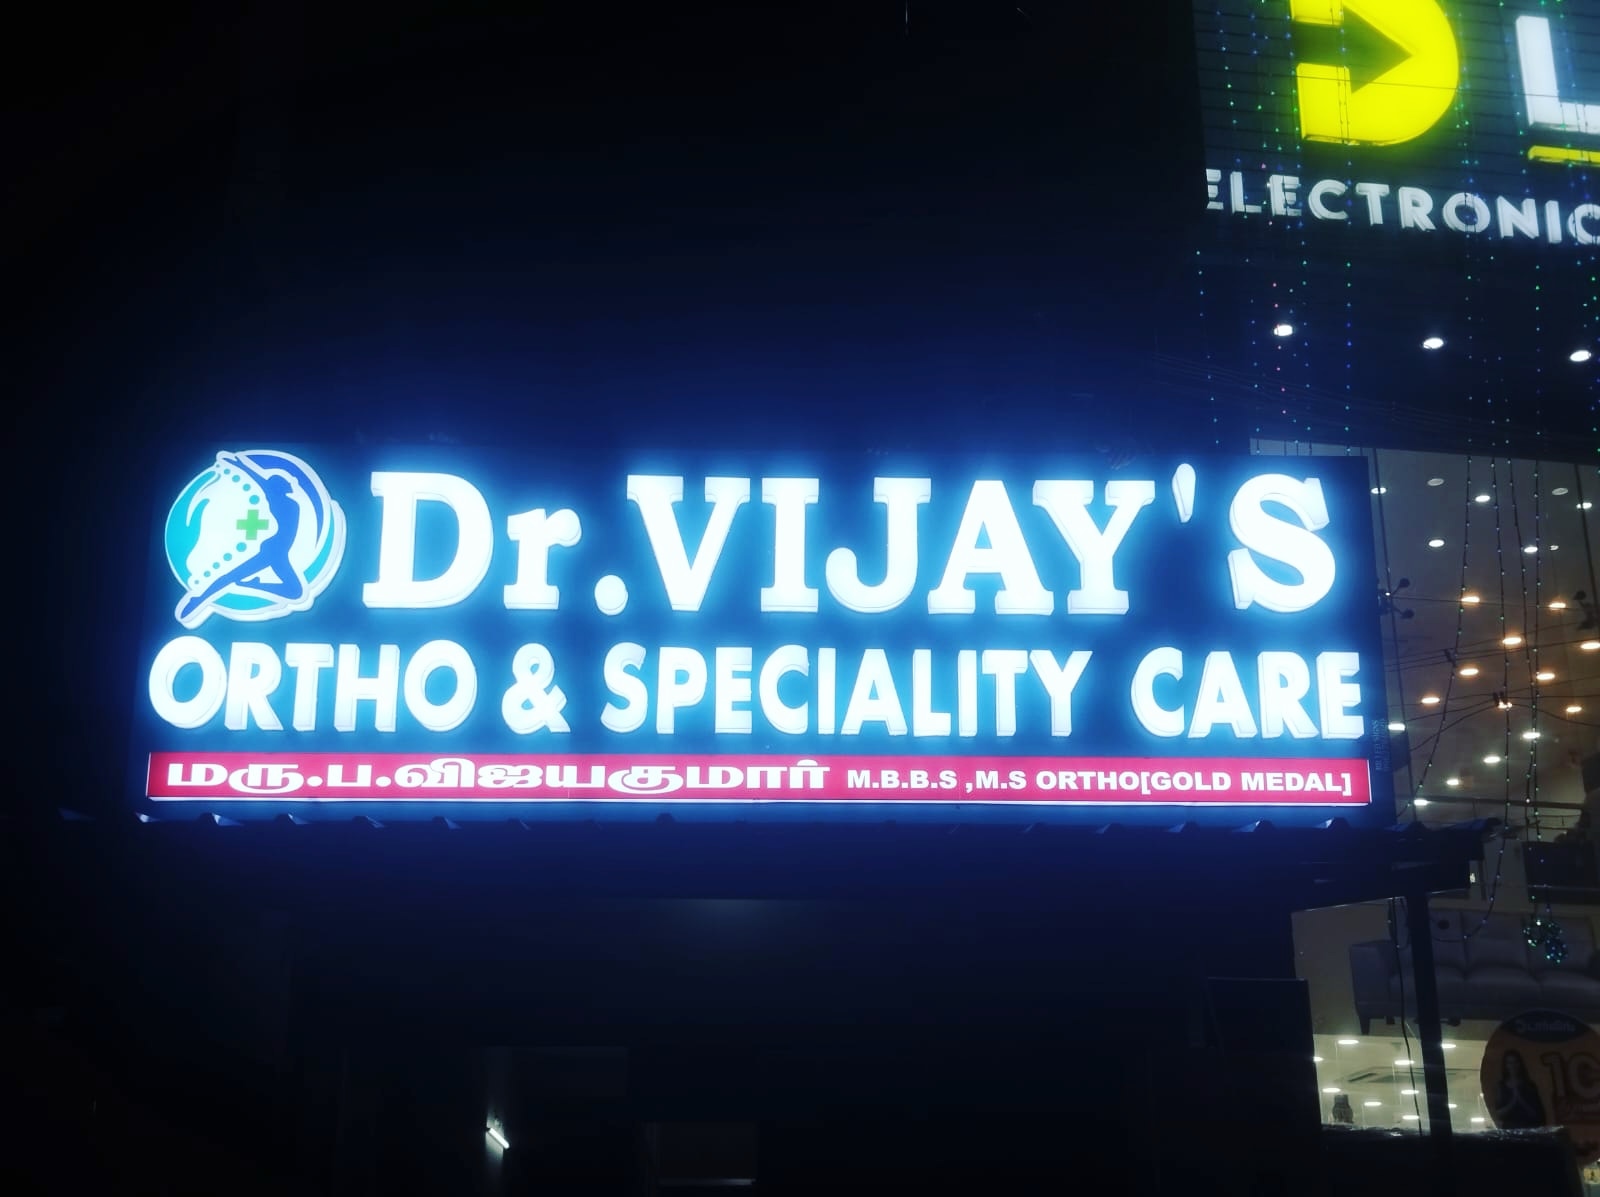 ELECTRONIC
Dr.VIJAY'S
ORTHO & SPECIALITY CARE
மரு.ப.விஜயகுமார் M.B.B.S ,M.S ORTHO[GOLD MEDAL]